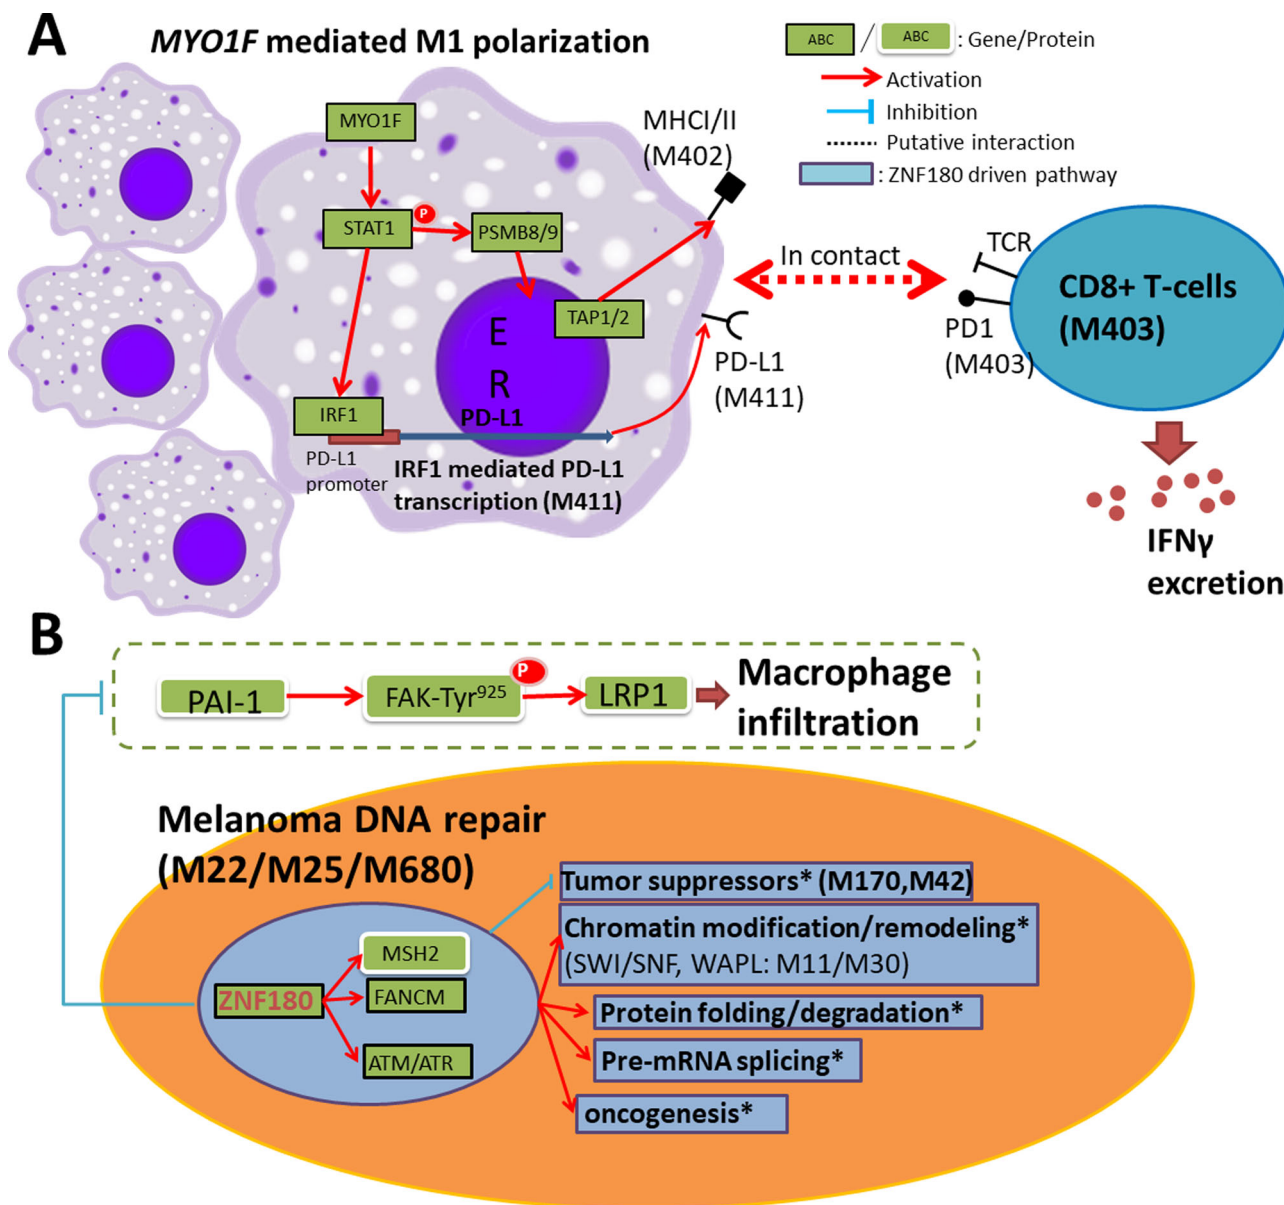 A
MYO1F mediated M1 polarization
ABC / ABC : Gene/Protein
Activation
Inhibition
Putative interaction
: ZNF180 driven pathway
MYO1F
STAT1
P
PSMB8/9
MHCI/II
(M402)
TAP1/2
E
R
IRF1
PD-L1
PD-L1
promoter
IRF1 mediated PD-L1
transcription (M411)
PD-L1
(M411)
In contact
TCR
PD1
(M403)
CD8+ T-cells
(M403)
IFNγ
excretion
B
PAI-1
FAK-Tyr⁹²⁵
P
LRP1
Macrophage
infiltration
Melanoma DNA repair
(M22/M25/M680)
ZNF180
MSH2
FANCM
ATM/ATR
Tumor suppressors* (M170,M42)
Chromatin modification/remodeling*
(SWI/SNF, WAPL: M11/M30)
Protein folding/degradation*
Pre-mRNA splicing*
oncogenesis*